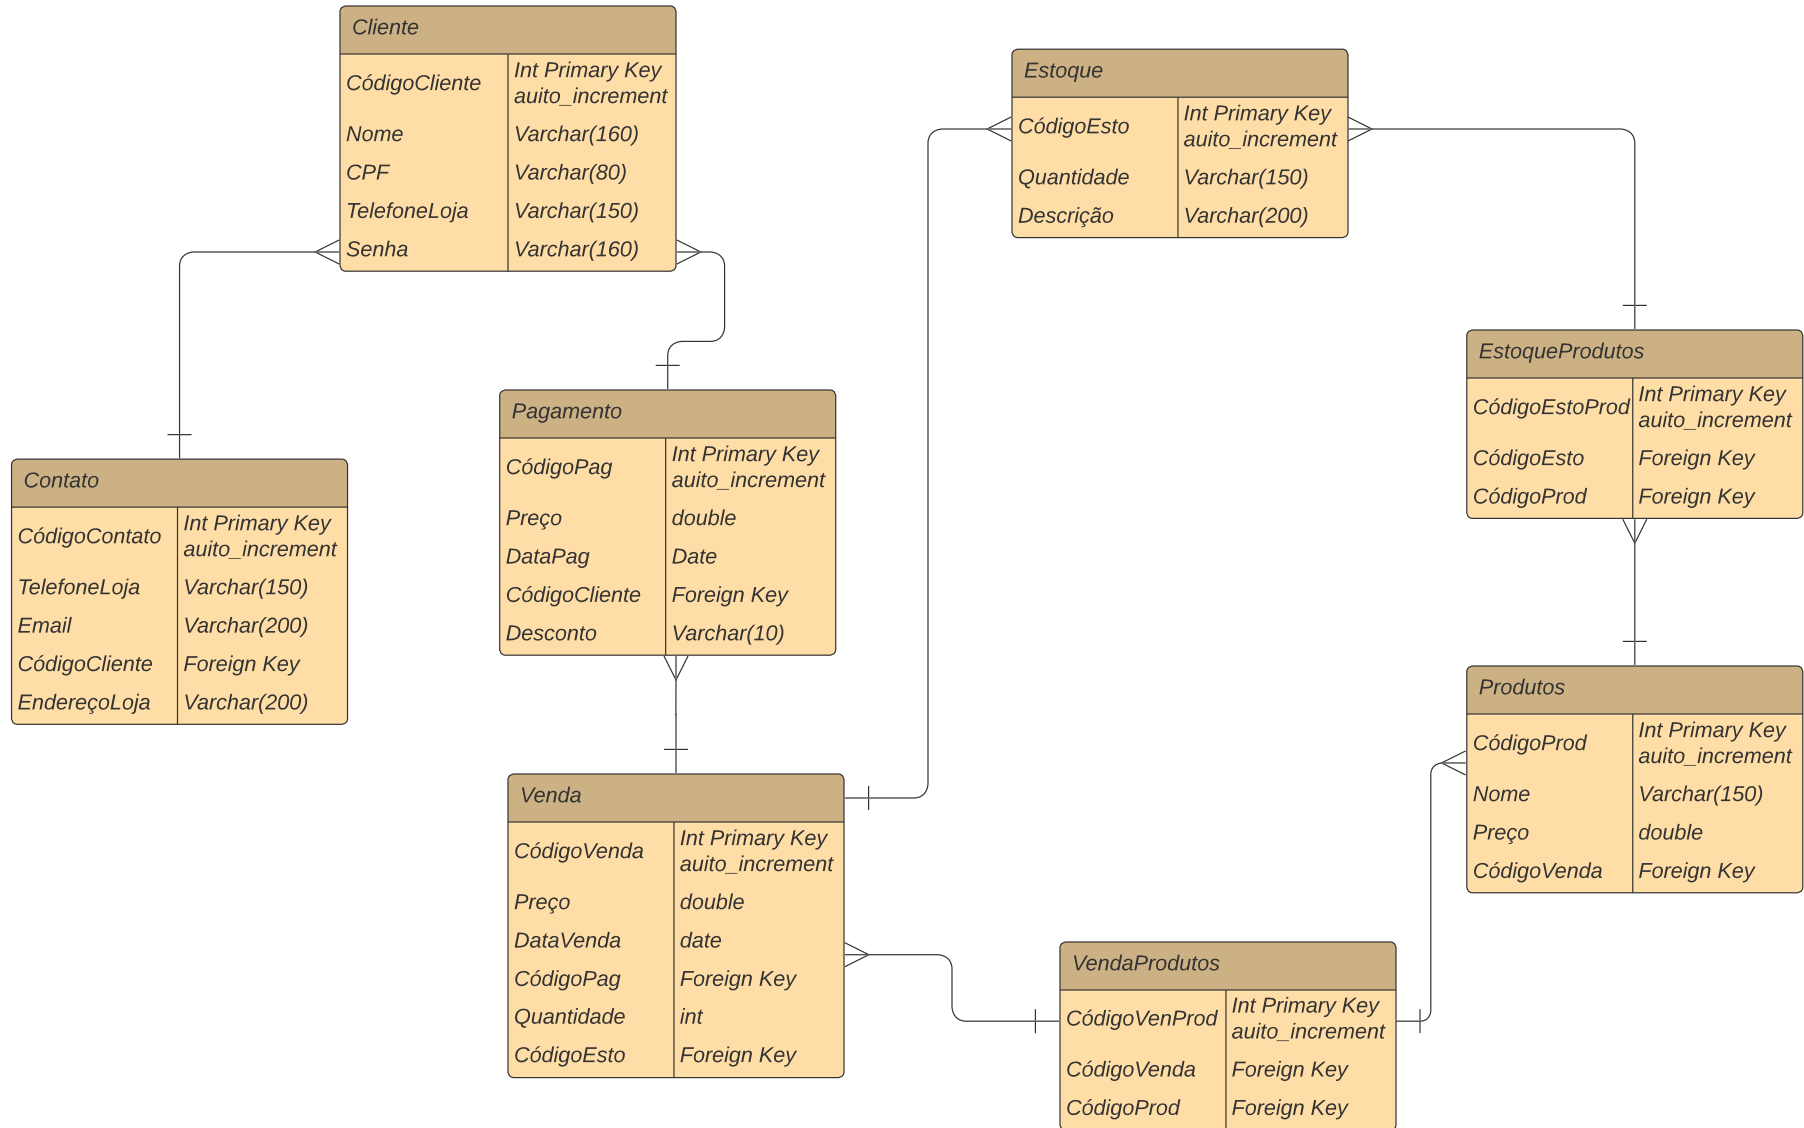 Cliente
CódigoCliente Int Primary Key
auito_increment
Nome Varchar(160)
CPF Varchar(80)
TelefoneLoja Varchar(150)
Senha Varchar(160)
Estoque
CódigoEsto Int Primary Key
auito_increment
Quantidade Varchar(150)
Descrição Varchar(200)
EstoqueProdutos
CódigoEstoProd Int Primary Key
auito_increment
CódigoEsto Foreign Key
CódigoProd Foreign Key
Pagamento
CódigoPag Int Primary Key
auito_increment
Preço double
DataPag Date
CódigoCliente Foreign Key
Desconto Varchar(10)
Contato
CódigoContato Int Primary Key
auito_increment
TelefoneLoja Varchar(150)
Email Varchar(200)
CódigoCliente Foreign Key
EndereçoLoja Varchar(200)
Produtos
CódigoProd Int Primary Key
auito_increment
Nome Varchar(150)
Preço double
CódigoVenda Foreign Key
Venda
CódigoVenda Int Primary Key
auito_increment
Preço double
DataVenda date
CódigoPag Foreign Key
Quantidade int
CódigoEsto Foreign Key
VendaProdutos
CódigoVenProd Int Primary Key
auito_increment
CódigoVenda Foreign Key
CódigoProd Foreign Key